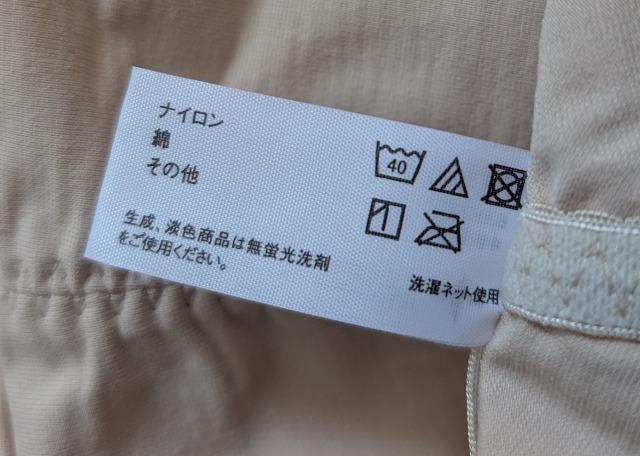 ナイロン
綿
その他
40
生成、淡色商品は無蛍光洗剤
をご使用ください。
洗濯ネット使用